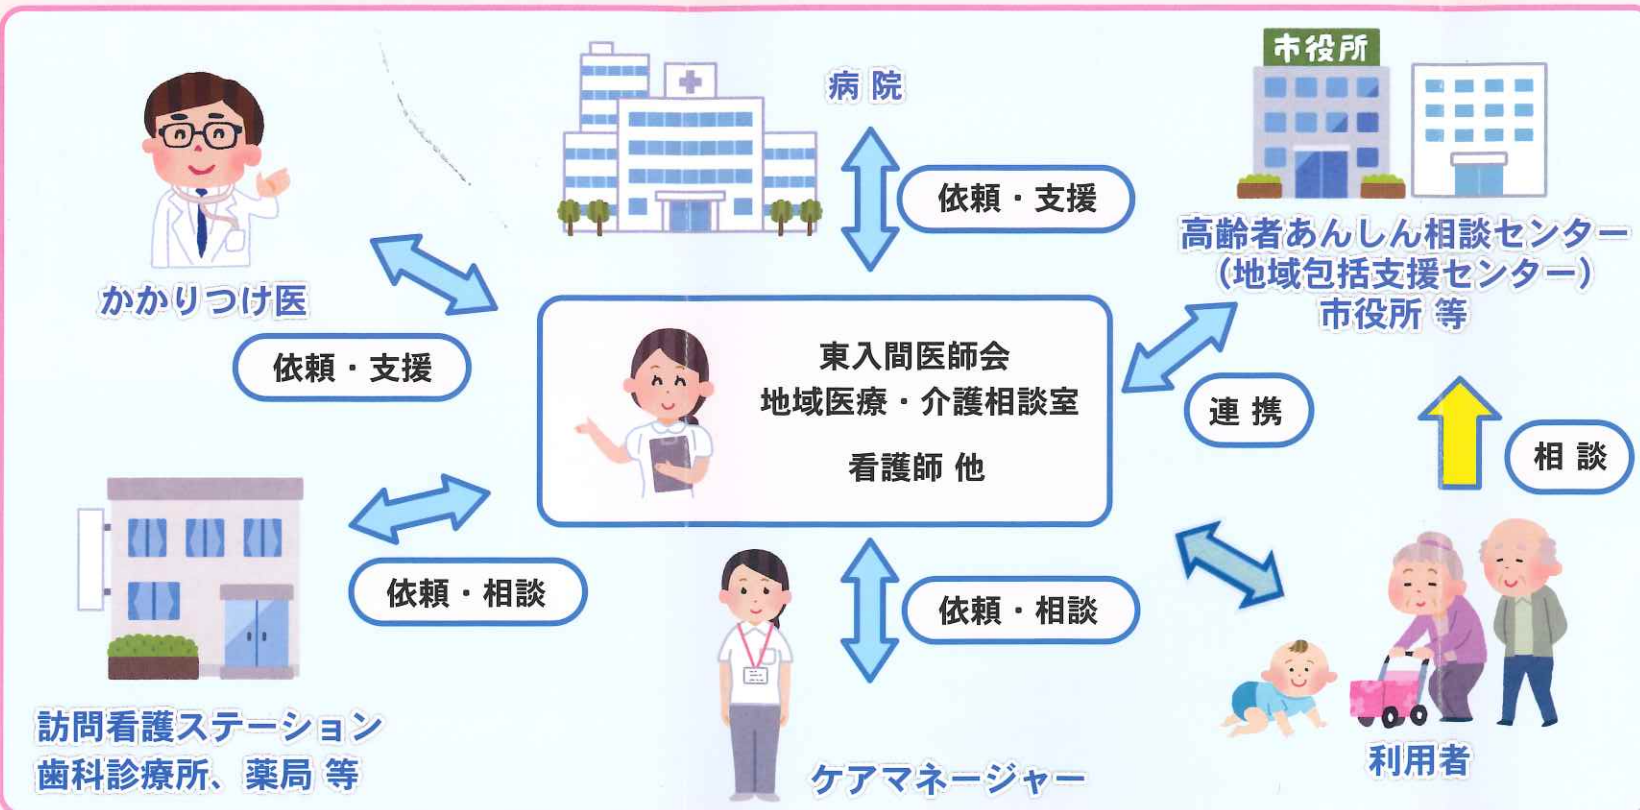 市役所
病院
依頼・支援
高齢者あんしん相談センター
（地域包括支援センター）
市役所 等
かかりつけ医
依頼・支援
東入間医師会
地域医療・介護相談室
看護師 他
連携
相談
依頼・相談
依頼・相談
訪問看護ステーション
歯科診療所、薬局 等
ケアマネージャー
利用者